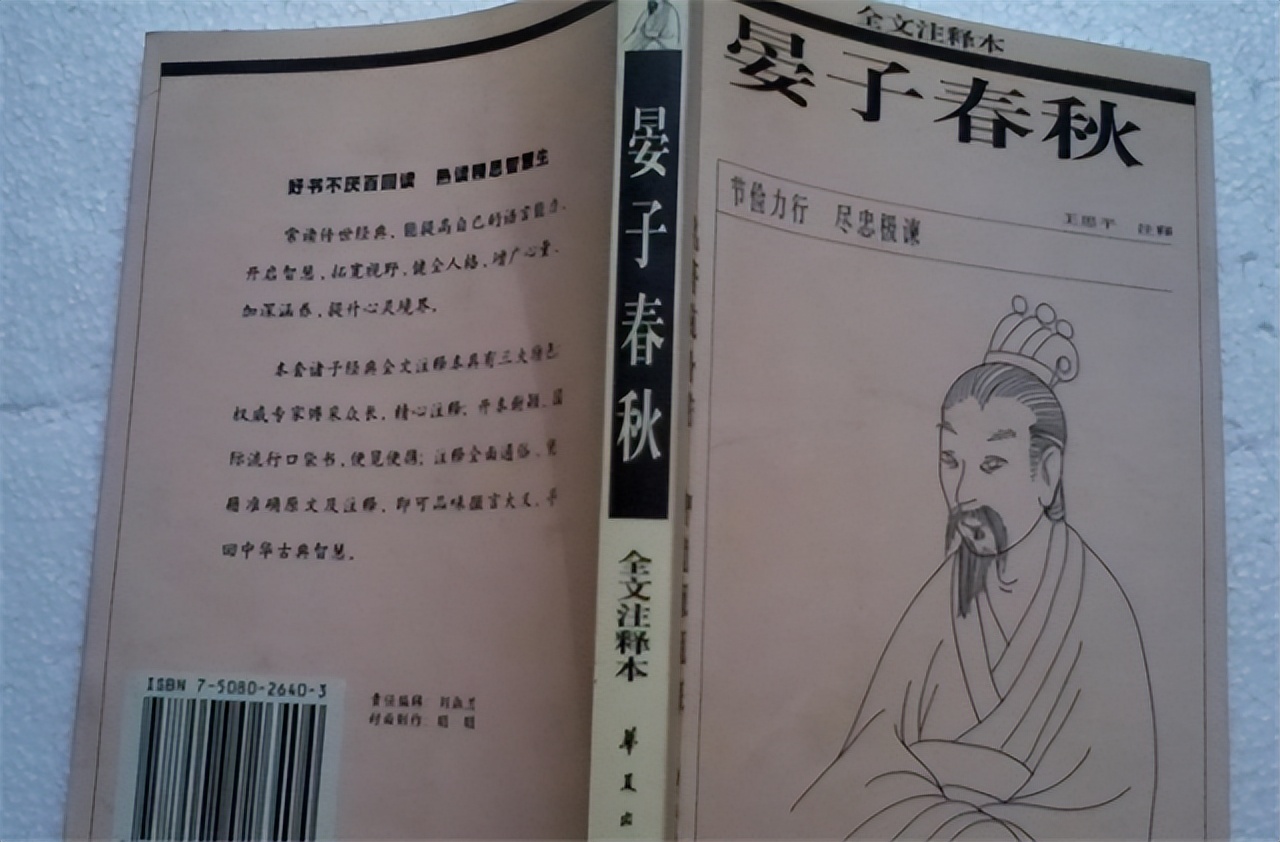 好书不厌百回读 熟读精思智慧生
常读传世经典,能提高自己的语言能力,
开启智慧,拓宽视野,健全人格,增广心量,
加深涵养,提升心灵境界。
本套诸子经典全文注释本具有三大特色
权威专家博采众长,精心注释;开本新颖,国
际流行口袋书,便览便携;注释全面通俗,
准确原文及注释,即可品味微言大义,
回中华古典智慧。
ISBN 7-5080-2640-3
责任编辑:
封面制作:
晏子春秋
全文注释本
华夏出
全文注释本
晏子春秋
节俭力行 尽忠极谏
王思平 注释